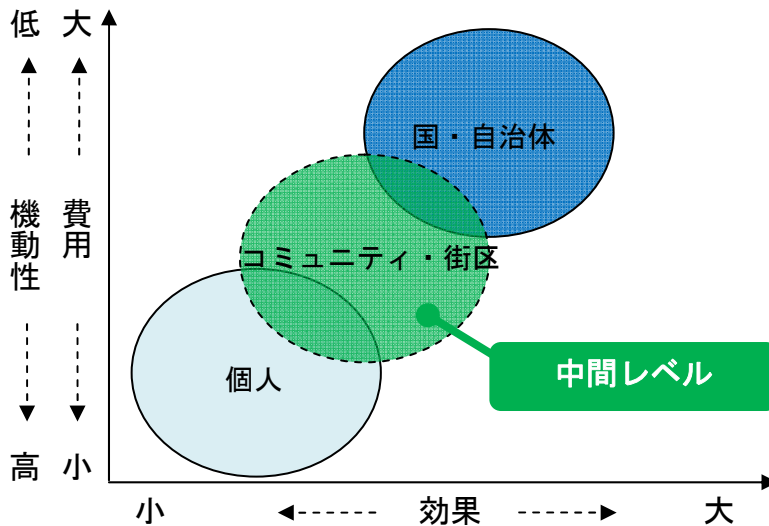 低 大
国・自治体
機動性 費用
コミュニティ・街区
個人
中間レベル
高 小
小 効果 大